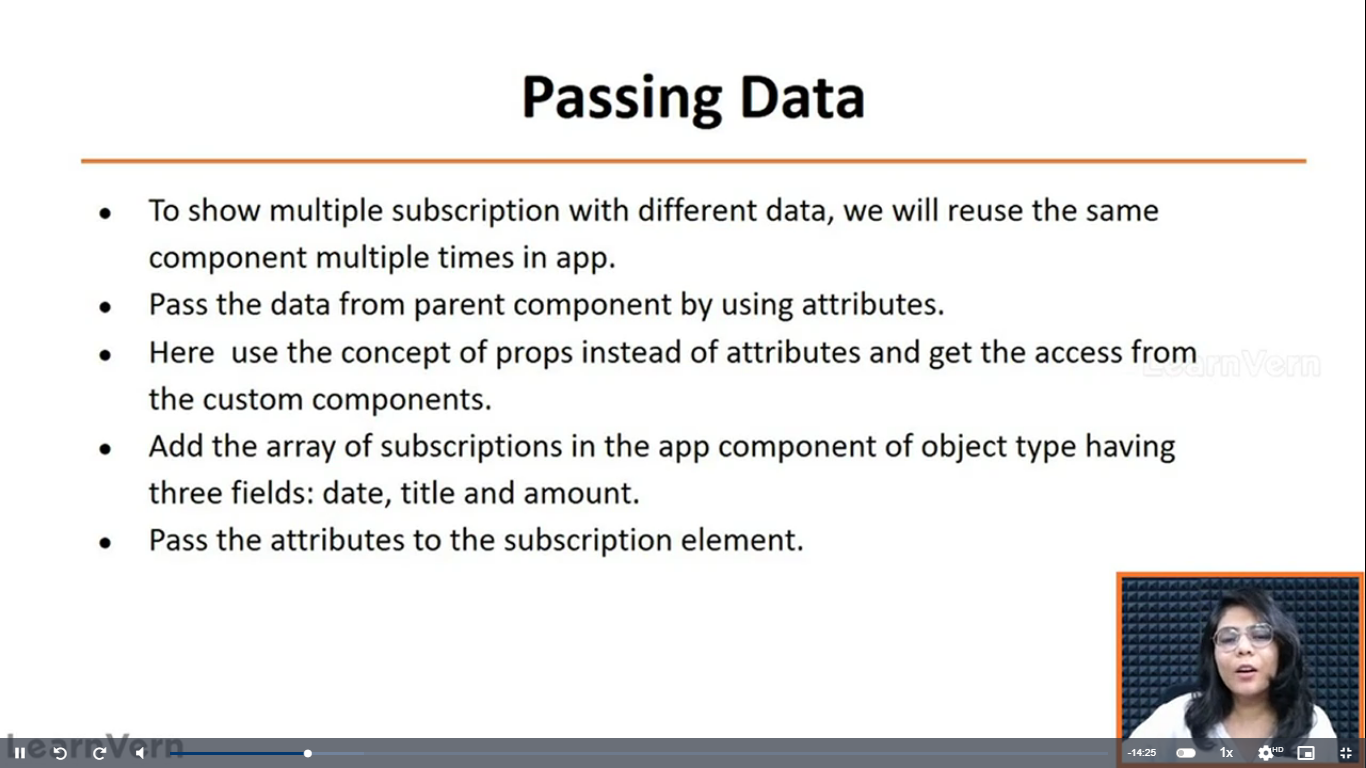 Passing Data
● To show multiple subscription with different data, we will reuse the same
component multiple times in app.
● Pass the data from parent component by using attributes.
● Here use the concept of props instead of attributes and get the access from
LearnVern
the custom components.
● Add the array of subscriptions in the app component of object type having
three fields: date, title and amount.
● Pass the attributes to the subscription element.
LearnVern
-14:25 1x HD